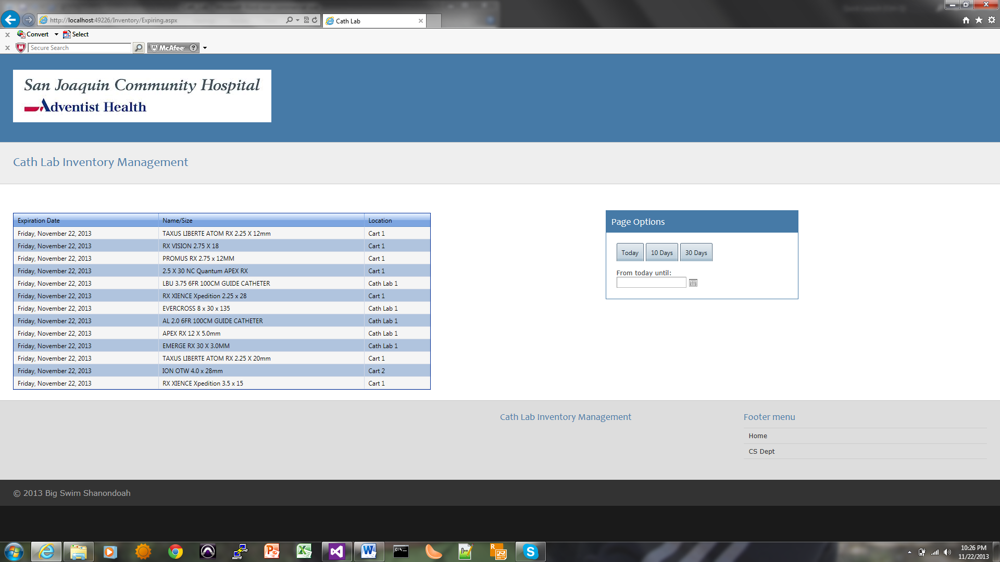 http://localhost:49226/Inventory/Expiring.aspx
Cath Lab
Convert
Select
Secure Search
McAfee
San Joaquin Community Hospital
Adventist Health
Cath Lab Inventory Management
Expiration Date Name/Size Location
Friday, November 22, 2013 TAXUS LIBERTE ATOM RX 2.25 X 12mm Cart 1
Friday, November 22, 2013 RX VISION 2.75 X 18 Cart 1
Friday, November 22, 2013 PROMUS RX 2.75 x 12MM Cart 1
Friday, November 22, 2013 2.5 X 30 NC Quantum APEX RX Cart 1
Friday, November 22, 2013 LBU 3.75 6FR 100CM GUIDE CATHETER Cath Lab 1
Friday, November 22, 2013 RX XIENCE Xpedition 2.25 x 28 Cart 1
Friday, November 22, 2013 EVERCROSS 8 x 30 x 135 Cath Lab 1
Friday, November 22, 2013 AL 2.0 6FR 100CM GUIDE CATHETER Cath Lab 1
Friday, November 22, 2013 APEX RX 12 X 5.0mm Cath Lab 1
Friday, November 22, 2013 EMERGE RX 30 X 3.0MM Cath Lab 1
Friday, November 22, 2013 TAXUS LIBERTE ATOM RX 2.25 X 20mm Cart 1
Friday, November 22, 2013 ION OTW 4.0 x 28mm Cart 2
Friday, November 22, 2013 RX XIENCE Xpedition 3.5 x 15 Cart 1
Page Options
Today 10 Days 30 Days
From today until:
Cath Lab Inventory Management
Footer menu
Home
CS Dept
© 2013 Big Swim Shanondoah
10:26 PM
11/22/2013